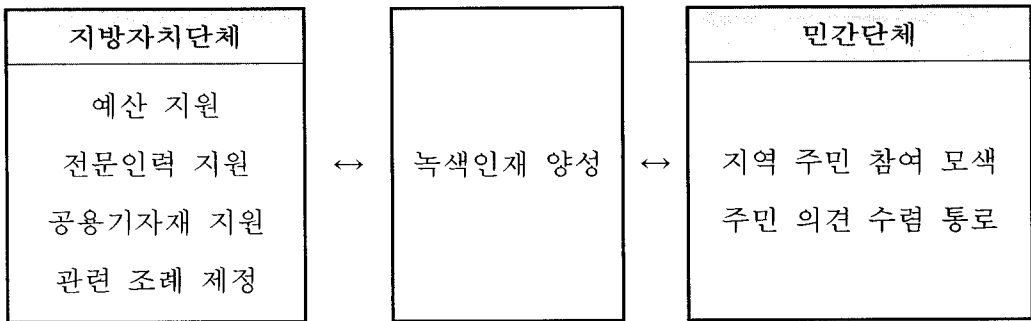 지방자치단체
예산 지원
전문인력 지원
공용기자재 지원
관련 조례 제정
↔
녹색인재 양성
↔
민간단체
지역 주민 참여 모색
주민 의견 수렴 통로